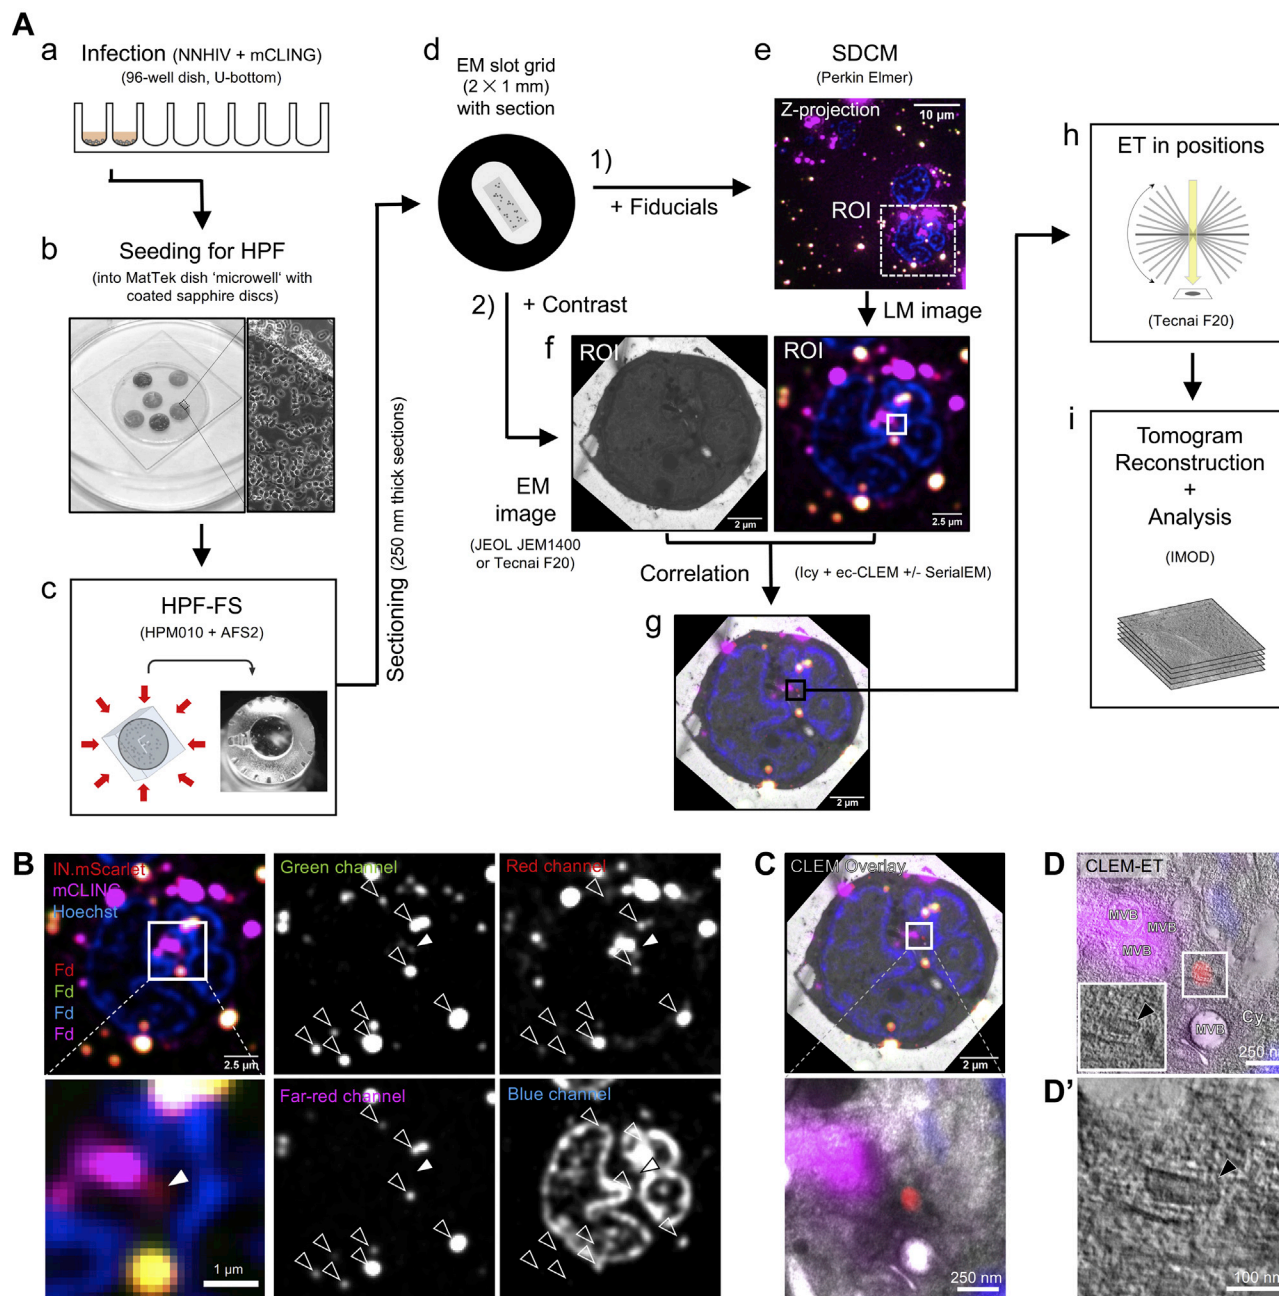 A
a
Infection (NNHIV + mCLING)
(96-well dish, U-bottom)
b
Seeding for HPF
(into MatTek dish ‘microwell‘ with
coated sapphire discs)
c
HPF-FS
(HPM010 + AFS2)
Sectioning (250 nm thick sections)
d
EM slot grid
(2 × 1 mm)
with section
1)
+ Fiducials
2)
+ Contrast
e
SDCM
(Perkin Elmer)
Z-projection
10 µm
ROI
LM image
f
ROI
2 µm
ROI
2.5 µm
EM
image
(JEOL JEM1400
or Tecnai F20)
Correlation
(Icy + ec-CLEM +/- SerialEM)
g
2 µm
h
ET in positions
(Tecnai F20)
i
Tomogram
Reconstruction
+
Analysis
(IMOD)
B
IN.mScarlet
mCLING
Hoechst
Fd
Fd
Fd
Fd
2.5 µm
Green channel
Red channel
1 µm
Far-red channel
Blue channel
C
CLEM Overlay
2 µm
250 nm
D
CLEM-ET
MVB
MVB
MVB
MVB
Cy
250 nm
D'
100 nm